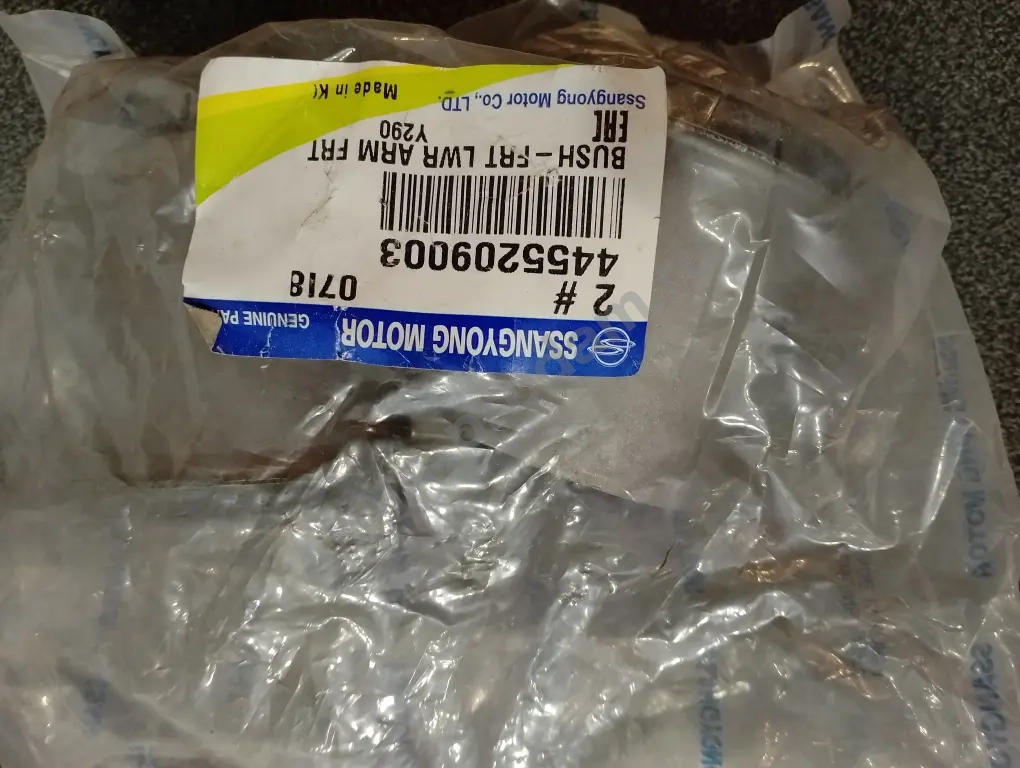 SSANGYONG MOTOR GENUINE PA
2 # 0718
4455209003
BUSH-FRT LWR ARM FRT
Y290
EAC
Ssangyong Motor Co., LTD. Made in K